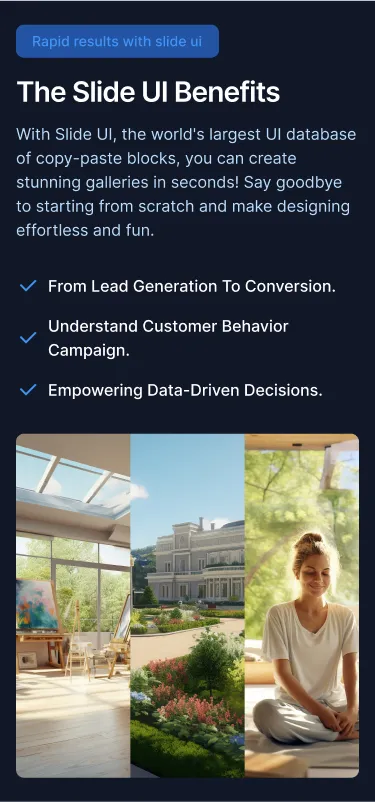 Rapid results with slide ui
The Slide UI Benefits
With Slide UI, the world's largest UI database
of copy-paste blocks, you can create
stunning galleries in seconds! Say goodbye
to starting from scratch and make designing
effortless and fun.
From Lead Generation To Conversion.
Understand Customer Behavior
Campaign.
Empowering Data-Driven Decisions.